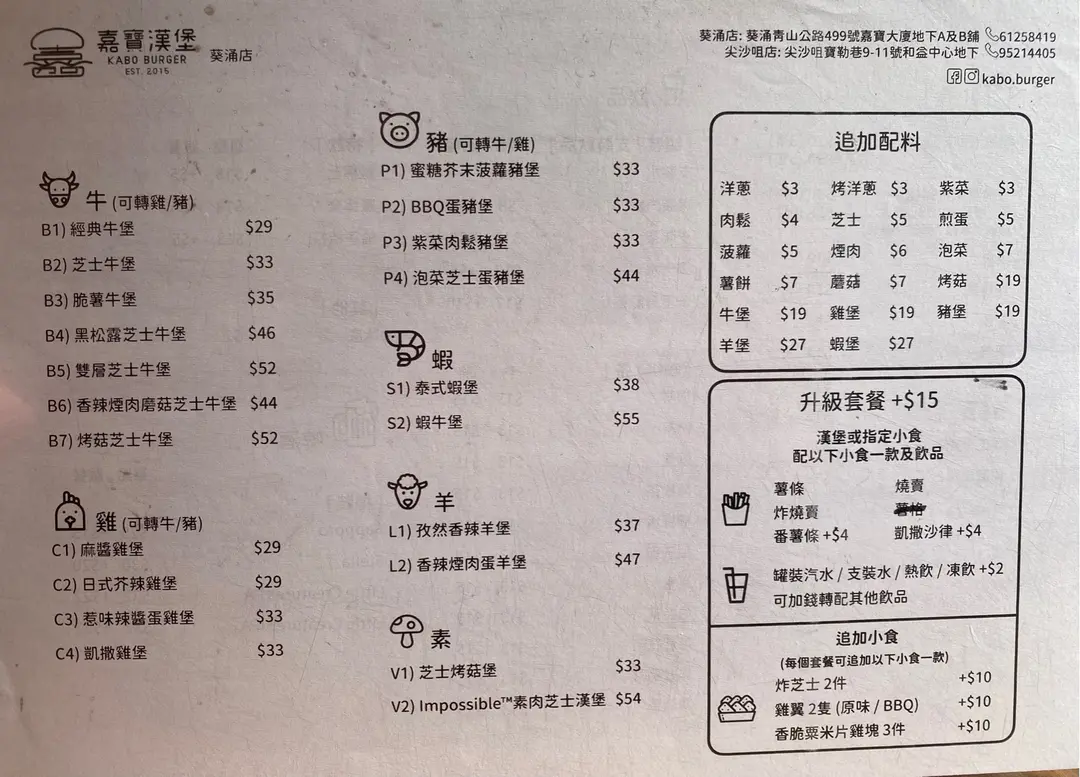 嘉寶漢堡
KABO BURGER
EST. 2015
葵涌店
葵涌店: 葵涌青山公路499號嘉寶大廈地下A及B舖 61258419
尖沙咀店: 尖沙咀寶勒巷9-11號和益中心地下 95214405
kabo.burger
牛 (可轉雞/豬)
B1) 經典牛堡 $29
B2) 芝士牛堡 $33
B3) 脆薯牛堡 $35
B4) 黑松露芝士牛堡 $46
B5) 雙層芝士牛堡 $52
B6) 香辣煙肉蘑菇芝士牛堡 $44
B7) 烤菇芝士牛堡 $52
雞 (可轉牛/豬)
C1) 麻醬雞堡 $29
C2) 日式芥辣雞堡 $29
C3) 惹味辣醬蛋雞堡 $33
C4) 凱撒雞堡 $33
豬 (可轉牛/雞)
P1) 蜜糖芥末菠蘿豬堡 $33
P2) BBQ蛋豬堡 $33
P3) 紫菜肉鬆豬堡 $33
P4) 泡菜芝士蛋豬堡 $44
蝦
S1) 泰式蝦堡 $38
S2) 蝦牛堡 $55
羊
L1) 孜然香辣羊堡 $37
L2) 香辣煙肉蛋羊堡 $47
素
V1) 芝士烤菇堡 $33
V2) Impossible™素肉芝士漢堡 $54
追加配料
洋蔥 $3 烤洋蔥 $3 紫菜 $3
肉鬆 $4 芝士 $5 煎蛋 $5
菠蘿 $5 煙肉 $6 泡菜 $7
薯餅 $7 蘑菇 $7 烤菇 $19
牛堡 $19 雞堡 $19 豬堡 $19
羊堡 $27 蝦堡 $27
升級套餐 +$15
漢堡或指定小食
配以下小食一款及飲品
薯條 燒賣
炸燒賣 薯格
番薯條 +$4 凱撒沙律 +$4
罐裝汽水 / 支裝水 / 熱飲 / 凍飲 +$2
可加錢轉配其他飲品
追加小食
(每個套餐可追加以下小食一款)
炸芝士 2件 +$10
雞翼 2隻 (原味 / BBQ) +$10
香脆粟米片雞塊 3件 +$10